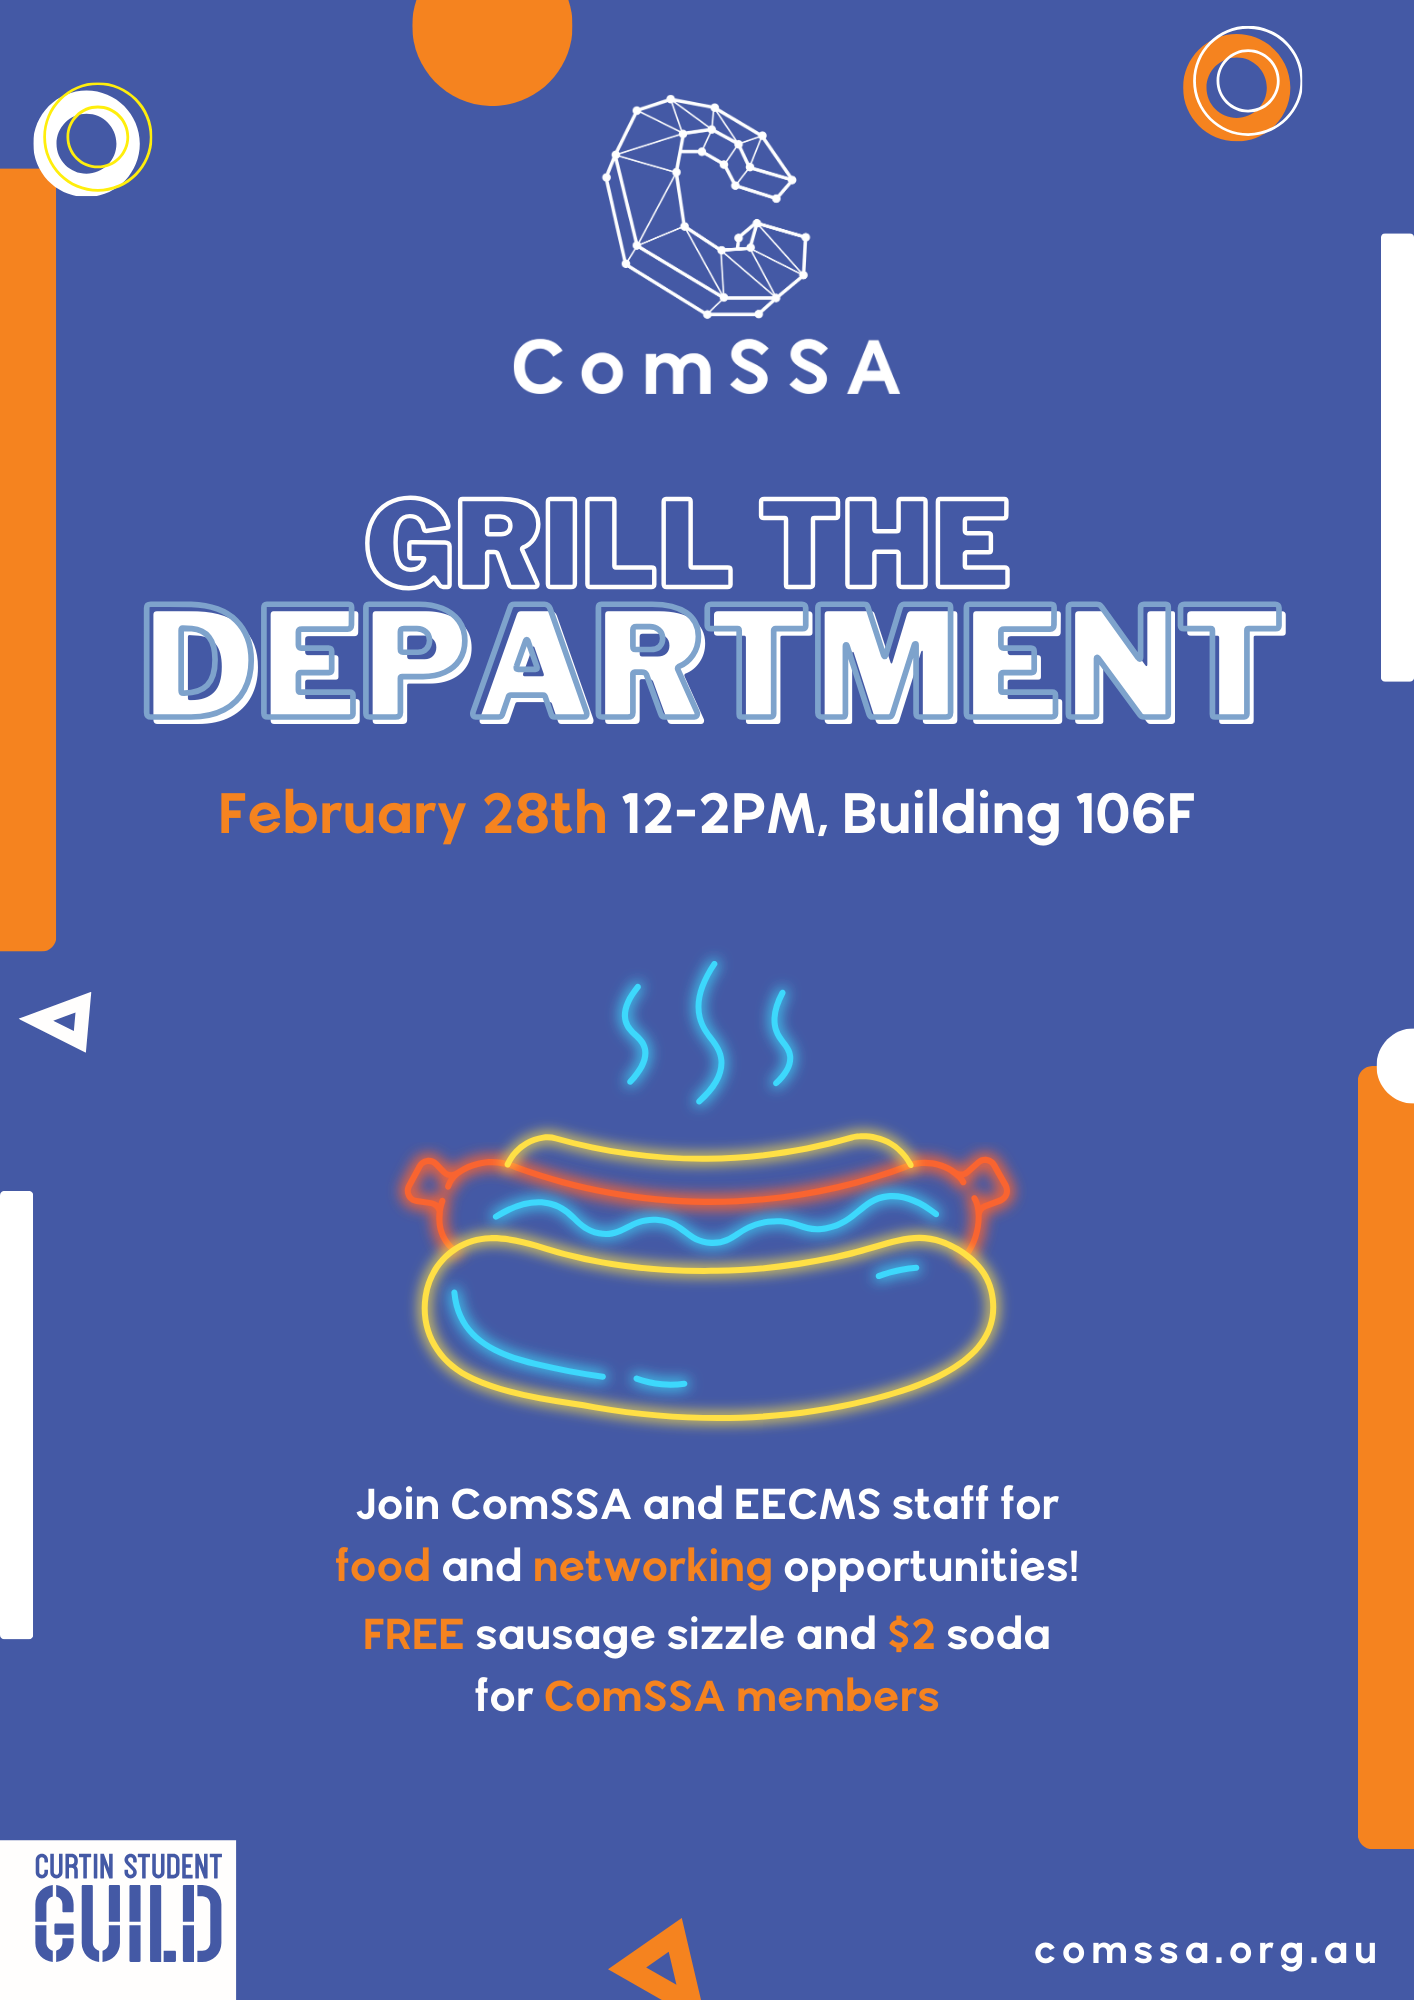 ComSSA
GRILL THE
DEPARTMENT
February 28th 12-2PM, Building 106F
Join ComSSA and EECMS staff for
food and networking opportunities!
FREE sausage sizzle and $2 soda
for ComSSA members
CURTIN STUDENT
GUILD
comssa.org.au